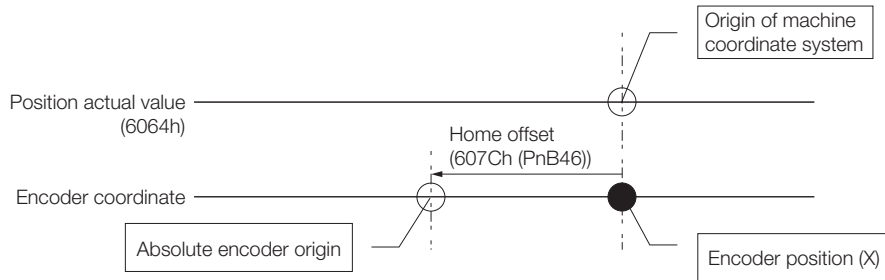 Origin of machine
coordinate system
Position actual value
(6064h)
Home offset
(607Ch (PnB46))
Encoder coordinate
Absolute encoder origin
Encoder position (X)